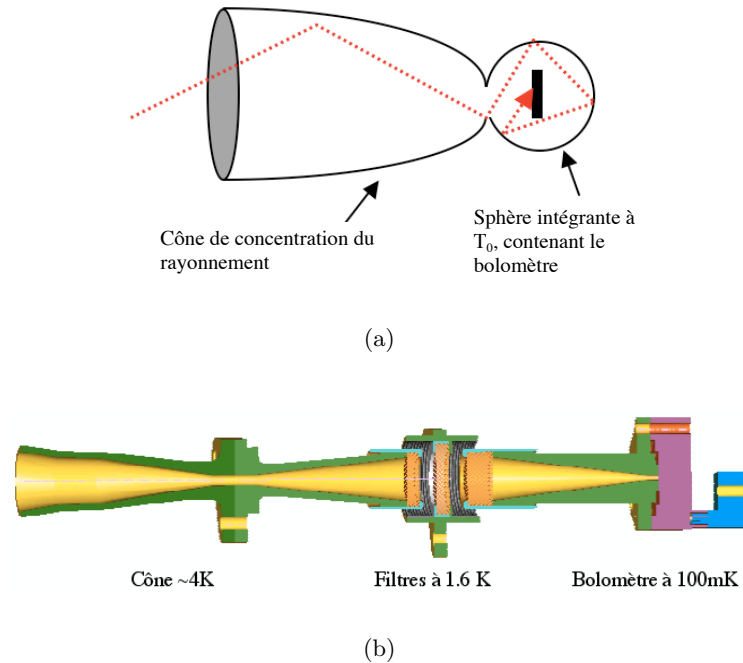 Cône de concentration du
rayonnement
Sphère intégrante à
T₀, contenant le
bolomètre
(a)
Cône ~4K
Filtres à 1.6 K
Bolomètre à 100mK
(b)